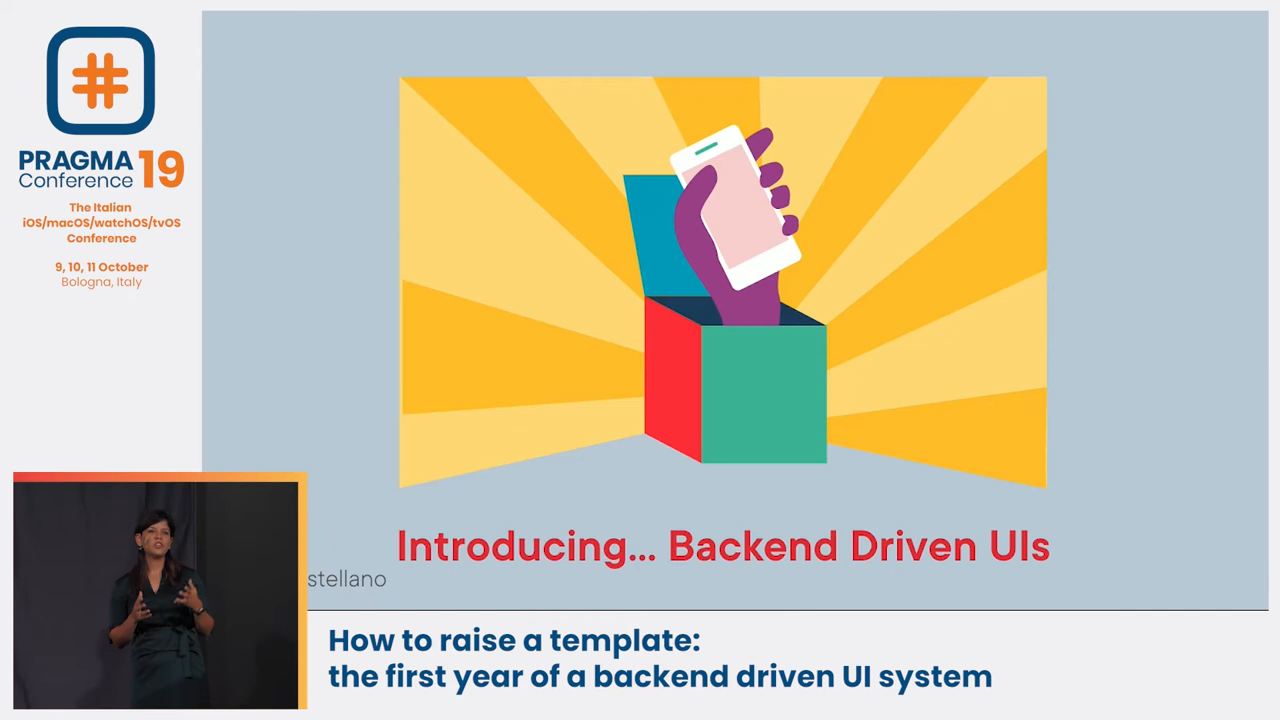 #
PRAGMA 19
Conference
The Italian
iOS/macOS/watchOS/tvOS
Conference
9, 10, 11 October
Bologna, Italy
Introducing... Backend Driven UIs
stellano
How to raise a template:
the first year of a backend driven UI system